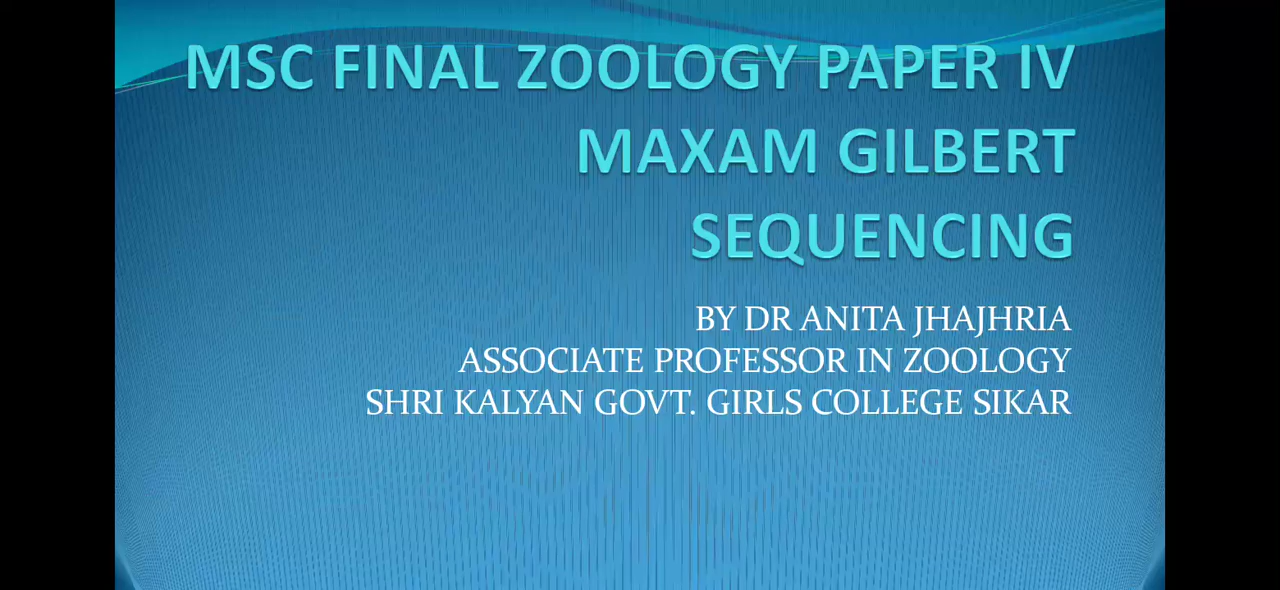 MSC FINAL ZOOLOGY PAPER IV
MAXAM GILBERT
SEQUENCING
BY DR ANITA JHAJHRIA
ASSOCIATE PROFESSOR IN ZOOLOGY
SHRI KALYAN GOVT. GIRLS COLLEGE SIKAR